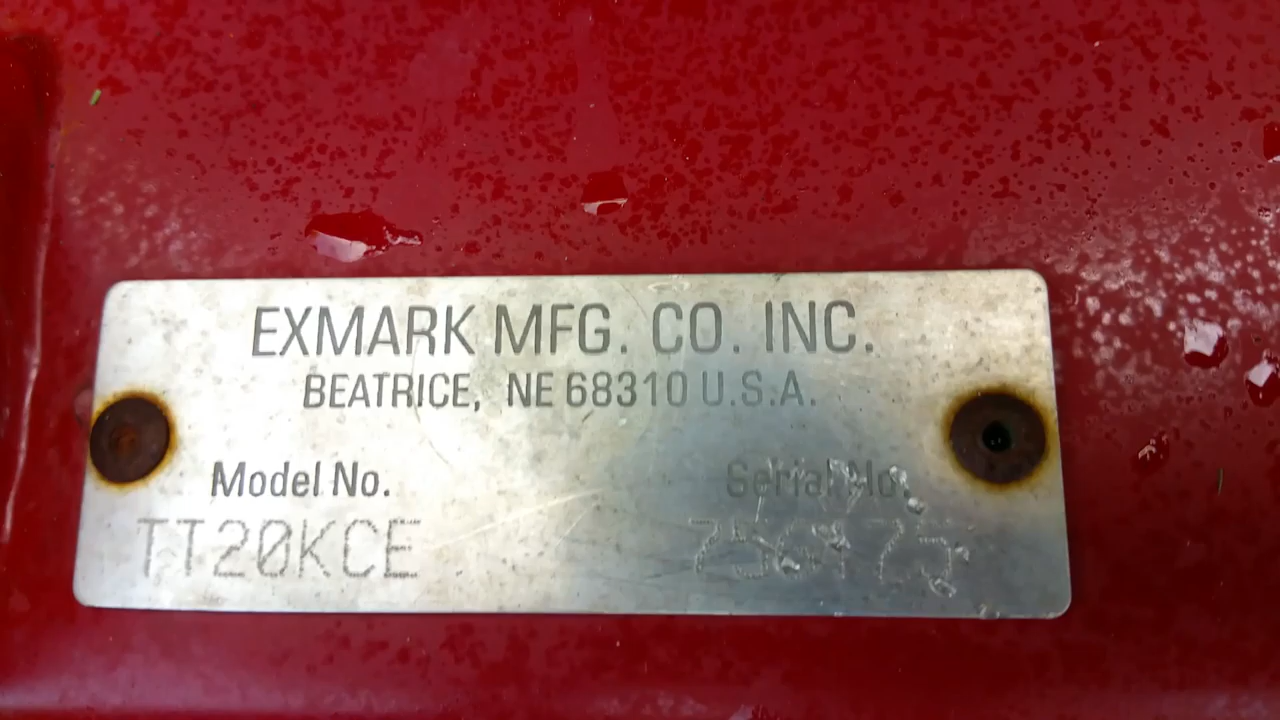 EXMARK MFG. CO. INC.
BEATRICE, NE 68310 U.S.A.
Model No. Serial No.
TT20KCE